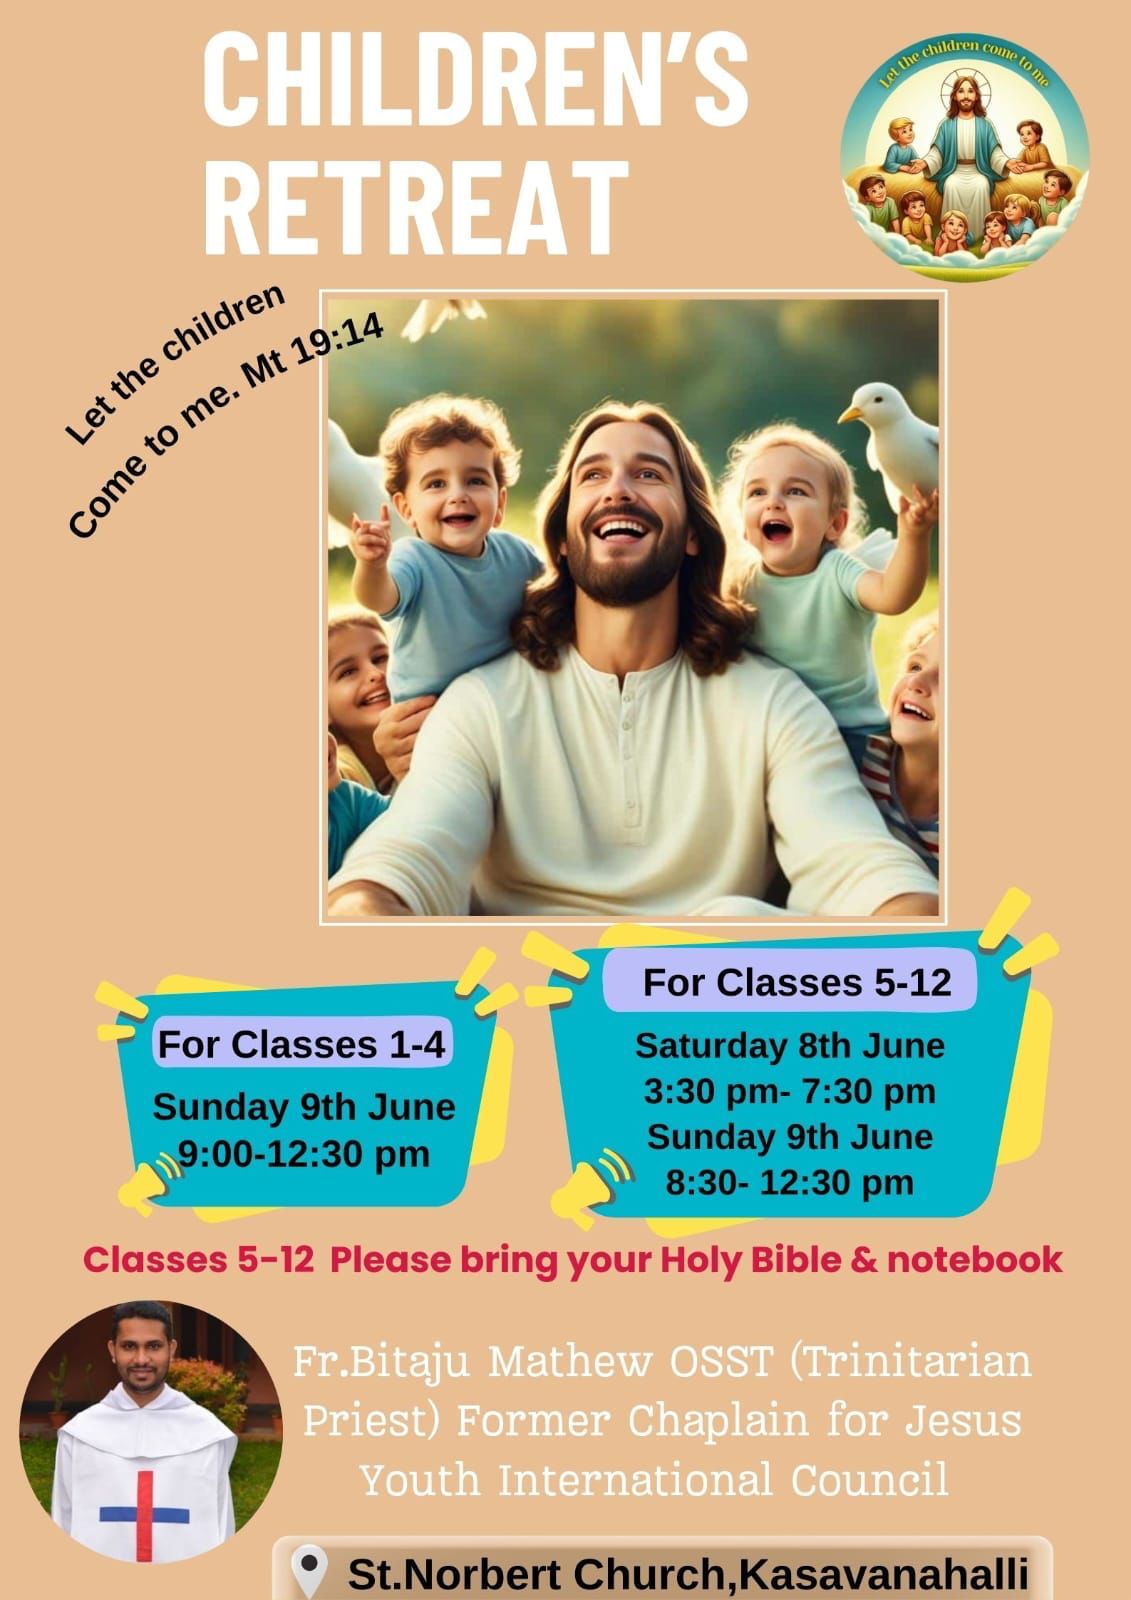 CHILDREN'S
RETREAT
Let the children come to me
Let the children
Come to me. Mt 19:14
For Classes 1-4
Sunday 9th June
9:00-12:30 pm
For Classes 5-12
Saturday 8th June
3:30 pm- 7:30 pm
Sunday 9th June
8:30- 12:30 pm
Classes 5-12 Please bring your Holy Bible & notebook
Fr.Bitaju Mathew OSST (Trinitarian
Priest) Former Chaplain for Jesus
Youth International Council
St.Norbert Church,Kasavanahalli